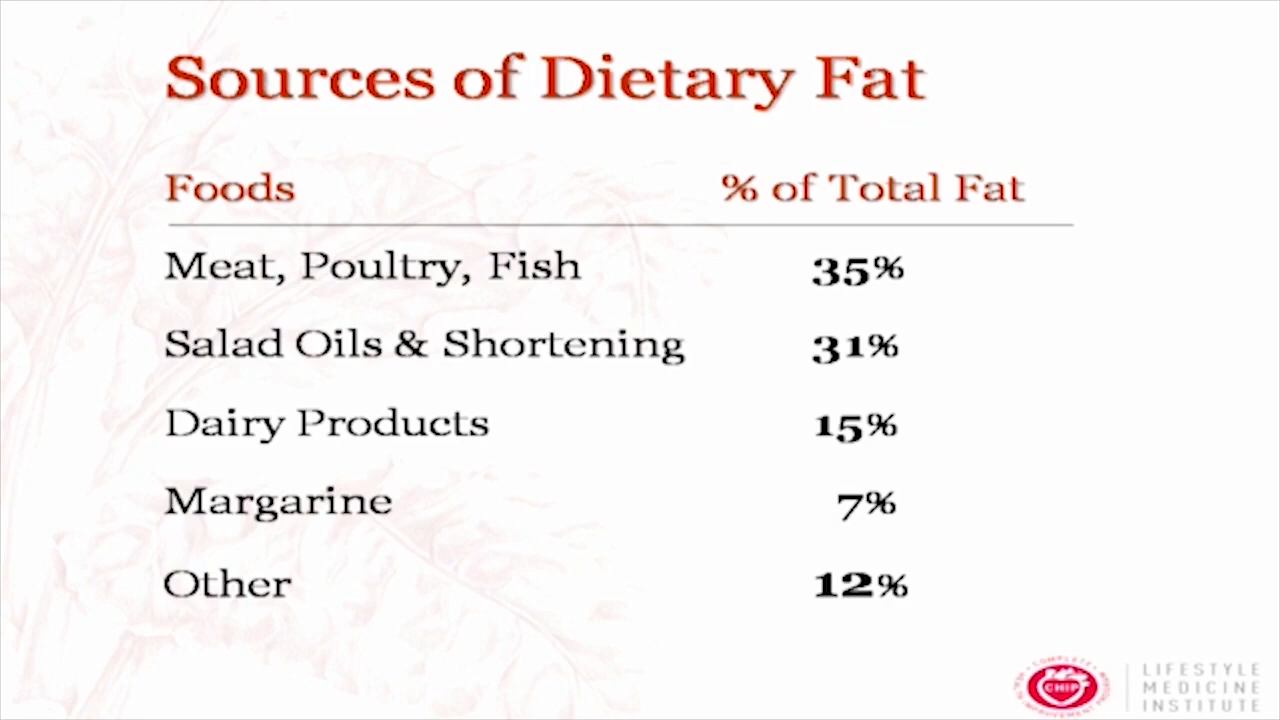 Sources of Dietary Fat
Foods % of Total Fat
Meat, Poultry, Fish 35%
Salad Oils & Shortening 31%
Dairy Products 15%
Margarine 7%
Other 12%
COMPLETE
CHIP
LIFESTYLE
MEDICINE
INSTITUTE